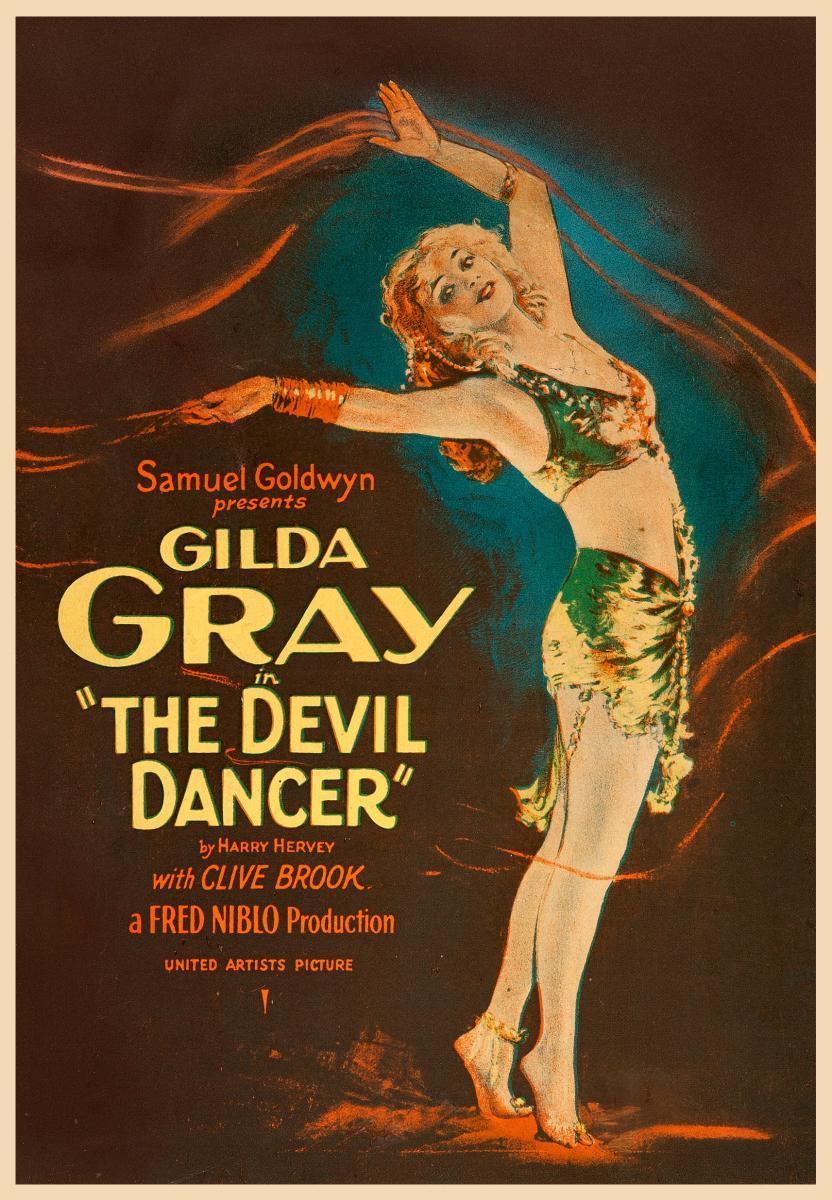 Samuel Goldwyn
presents
GILDA
GRAY
in
"THE DEVIL
DANCER"
by HARRY HERVEY
with CLIVE BROOK
a FRED NIBLO Production
UNITED ARTISTS PICTURE